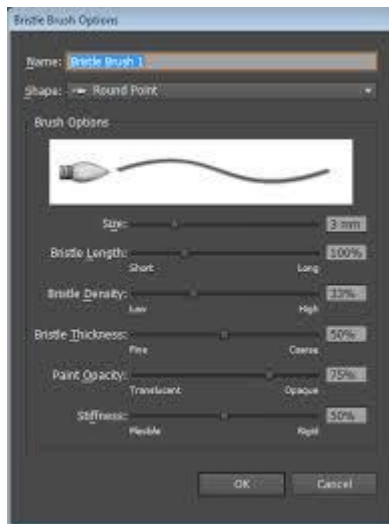 Bristle Brush Options
Name: Bristle Brush 1
Shape: Round Point
Brush Options
Size: 3 mm
Bristle Length: 100%
Short Long
Bristle Density: 33%
Low High
Bristle Thickness: 50%
Fine Coarse
Paint Opacity: 75%
Translucent Opaque
Stiffness: 50%
Flexible Rigid
OK Cancel